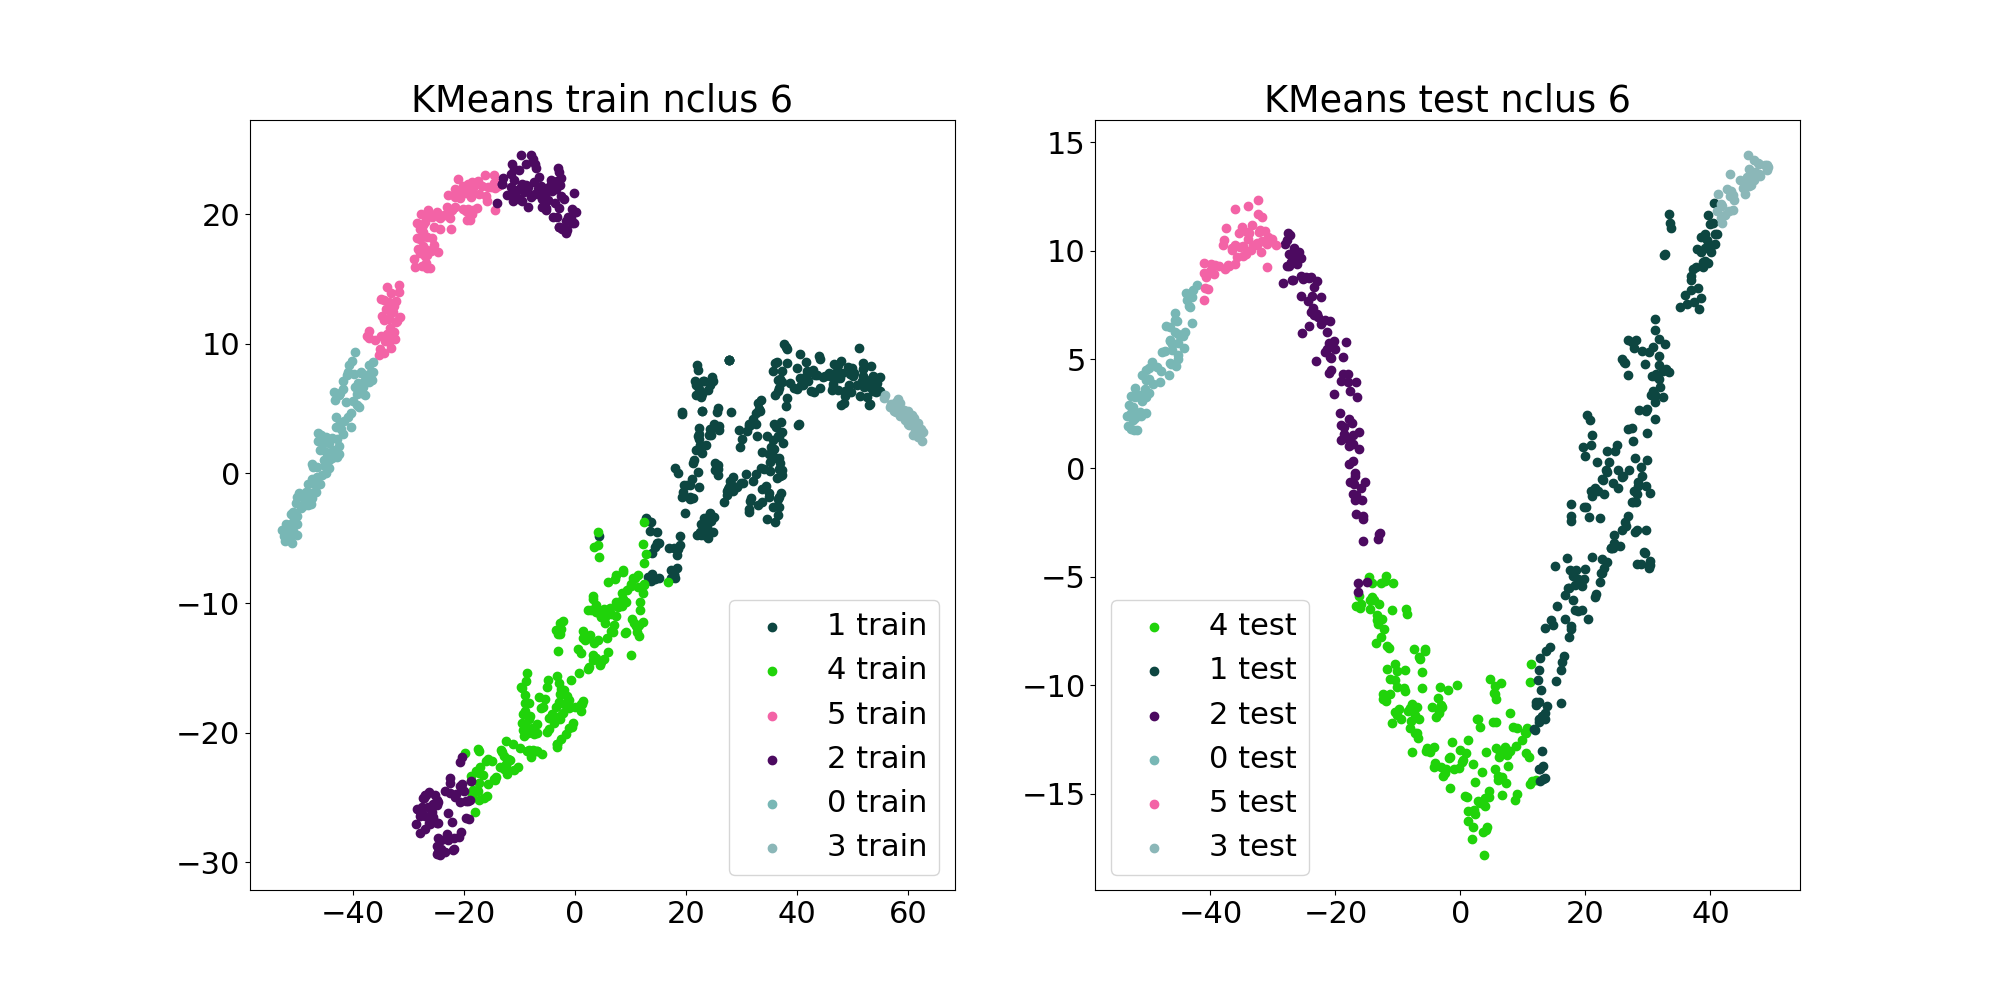 KMeans train nclus 6
20
10
0
−10
−20
−30
−40
−20
0
20
40
60
1 train
4 train
5 train
2 train
0 train
3 train
KMeans test nclus 6
15
10
5
0
−5
−10
−15
−40
−20
0
20
40
4 test
1 test
2 test
0 test
5 test
3 test